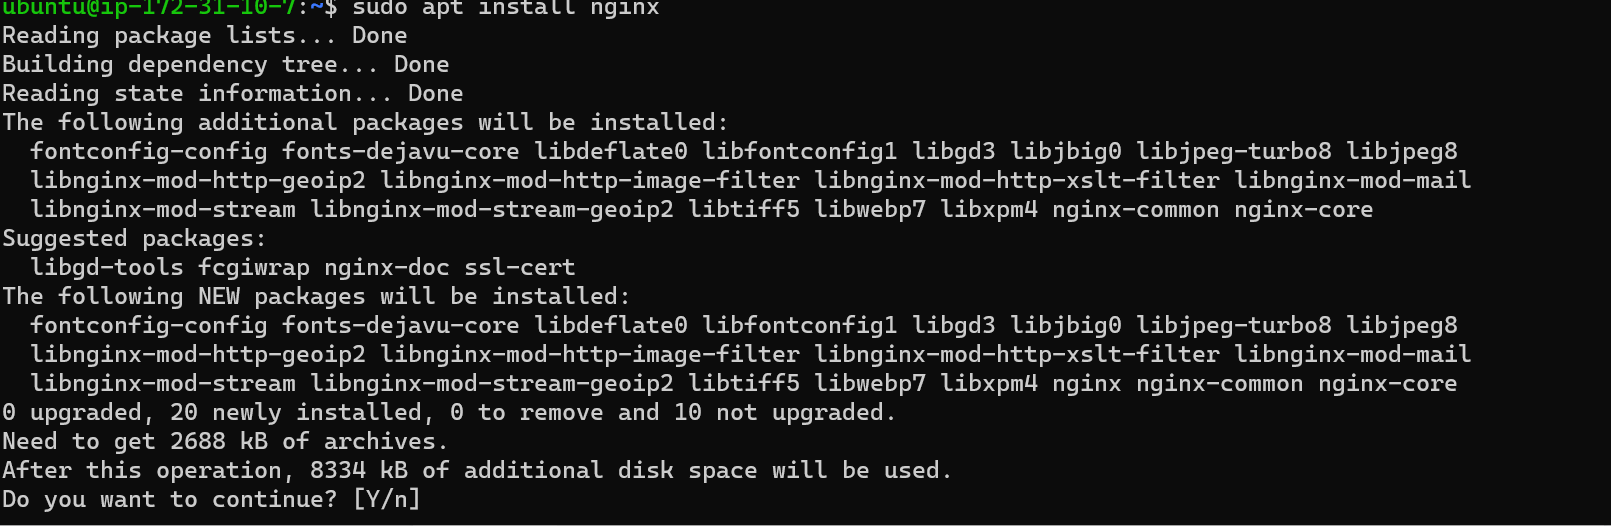 ubuntu@ip-172-31-10-7:~$ sudo apt install nginx
Reading package lists... Done
Building dependency tree... Done
Reading state information... Done
The following additional packages will be installed:
  fontconfig-config fonts-dejavu-core libdeflate0 libfontconfig1 libgd3 libjbig0 libjpeg-turbo8 libjpeg8
  libnginx-mod-http-geoip2 libnginx-mod-http-image-filter libnginx-mod-http-xslt-filter libnginx-mod-mail
  libnginx-mod-stream libnginx-mod-stream-geoip2 libtiff5 libwebp7 libxpm4 nginx-common nginx-core
Suggested packages:
  libgd-tools fcgiwrap nginx-doc ssl-cert
The following NEW packages will be installed:
  fontconfig-config fonts-dejavu-core libdeflate0 libfontconfig1 libgd3 libjbig0 libjpeg-turbo8 libjpeg8
  libnginx-mod-http-geoip2 libnginx-mod-http-image-filter libnginx-mod-http-xslt-filter libnginx-mod-mail
  libnginx-mod-stream libnginx-mod-stream-geoip2 libtiff5 libwebp7 libxpm4 nginx nginx-common nginx-core
0 upgraded, 20 newly installed, 0 to remove and 10 not upgraded.
Need to get 2688 kB of archives.
After this operation, 8334 kB of additional disk space will be used.
Do you want to continue? [Y/n]